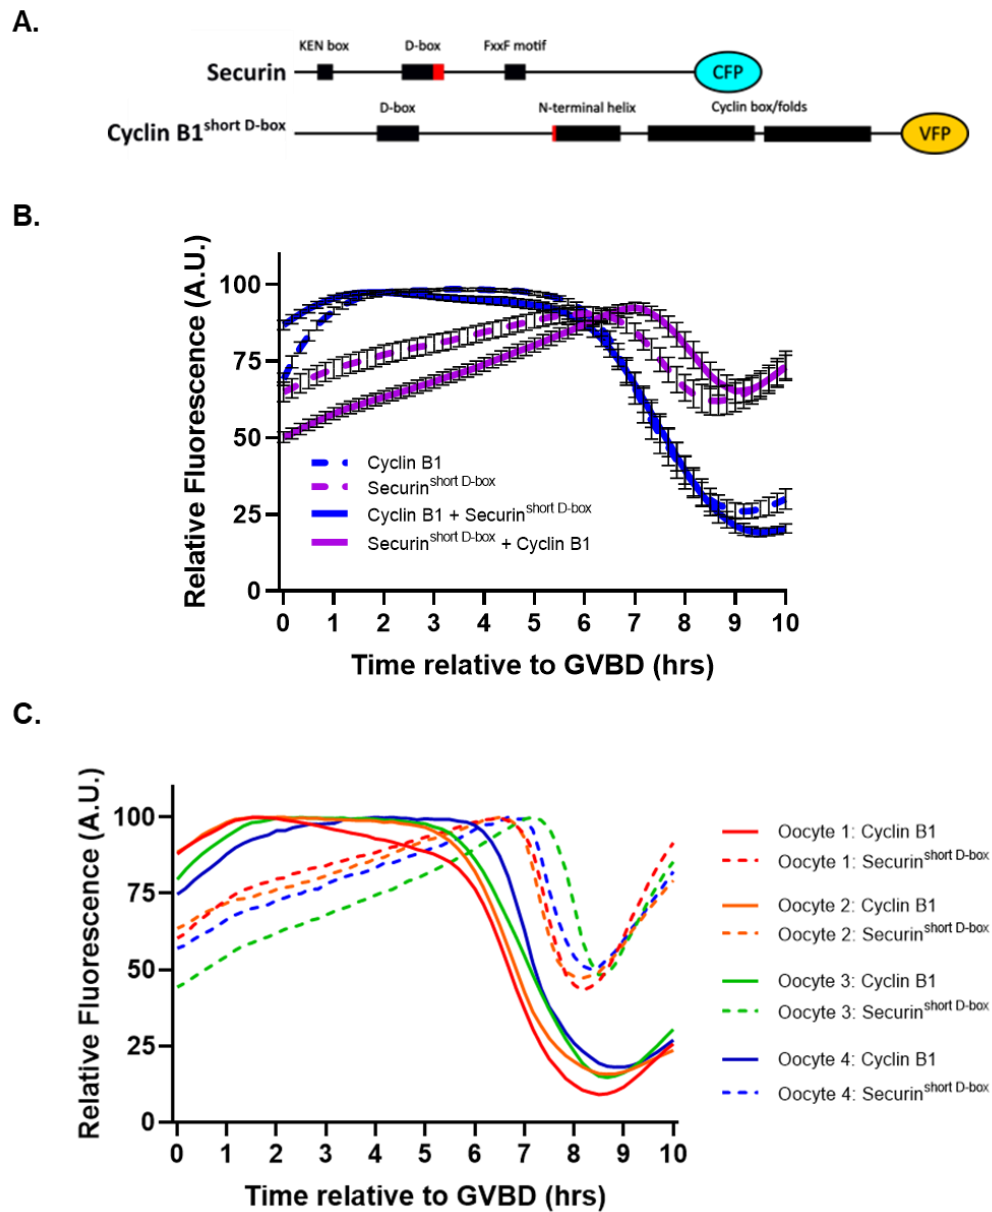 A.
KEN box D-box FxxF motif
Securin CFP
D-box N-terminal helix Cyclin box/folds
Cyclin B1short D-box VFP
B.
Relative Fluorescence (A.U.)
100
75
50
25
0
Cyclin B1
Securinshort D-box
Cyclin B1 + Securinshort D-box
Securinshort D-box + Cyclin B1
0 1 2 3 4 5 6 7 8 9 10
Time relative to GVBD (hrs)
C.
Relative Fluorescence (A.U.)
100
75
50
25
0
0 1 2 3 4 5 6 7 8 9 10
Time relative to GVBD (hrs)
Oocyte 1: Cyclin B1
Oocyte 1: Securinshort D-box
Oocyte 2: Cyclin B1
Oocyte 2: Securinshort D-box
Oocyte 3: Cyclin B1
Oocyte 3: Securinshort D-box
Oocyte 4: Cyclin B1
Oocyte 4: Securinshort D-box